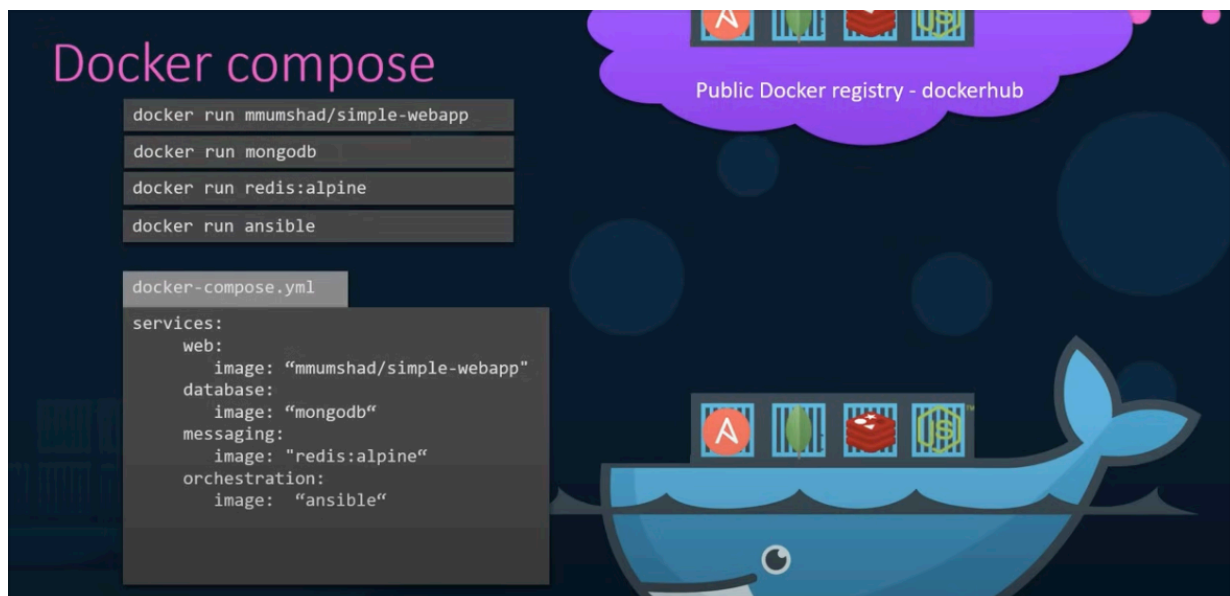 Docker compose
docker run mmumshad/simple-webapp
docker run mongodb
docker run redis:alpine
docker run ansible
docker-compose.yml
services:
web:
image: “mmumshad/simple-webapp"
database:
image: “mongodb“
messaging:
image: "redis:alpine“
orchestration:
image: “ansible“
Public Docker registry - dockerhub
JS
JS™